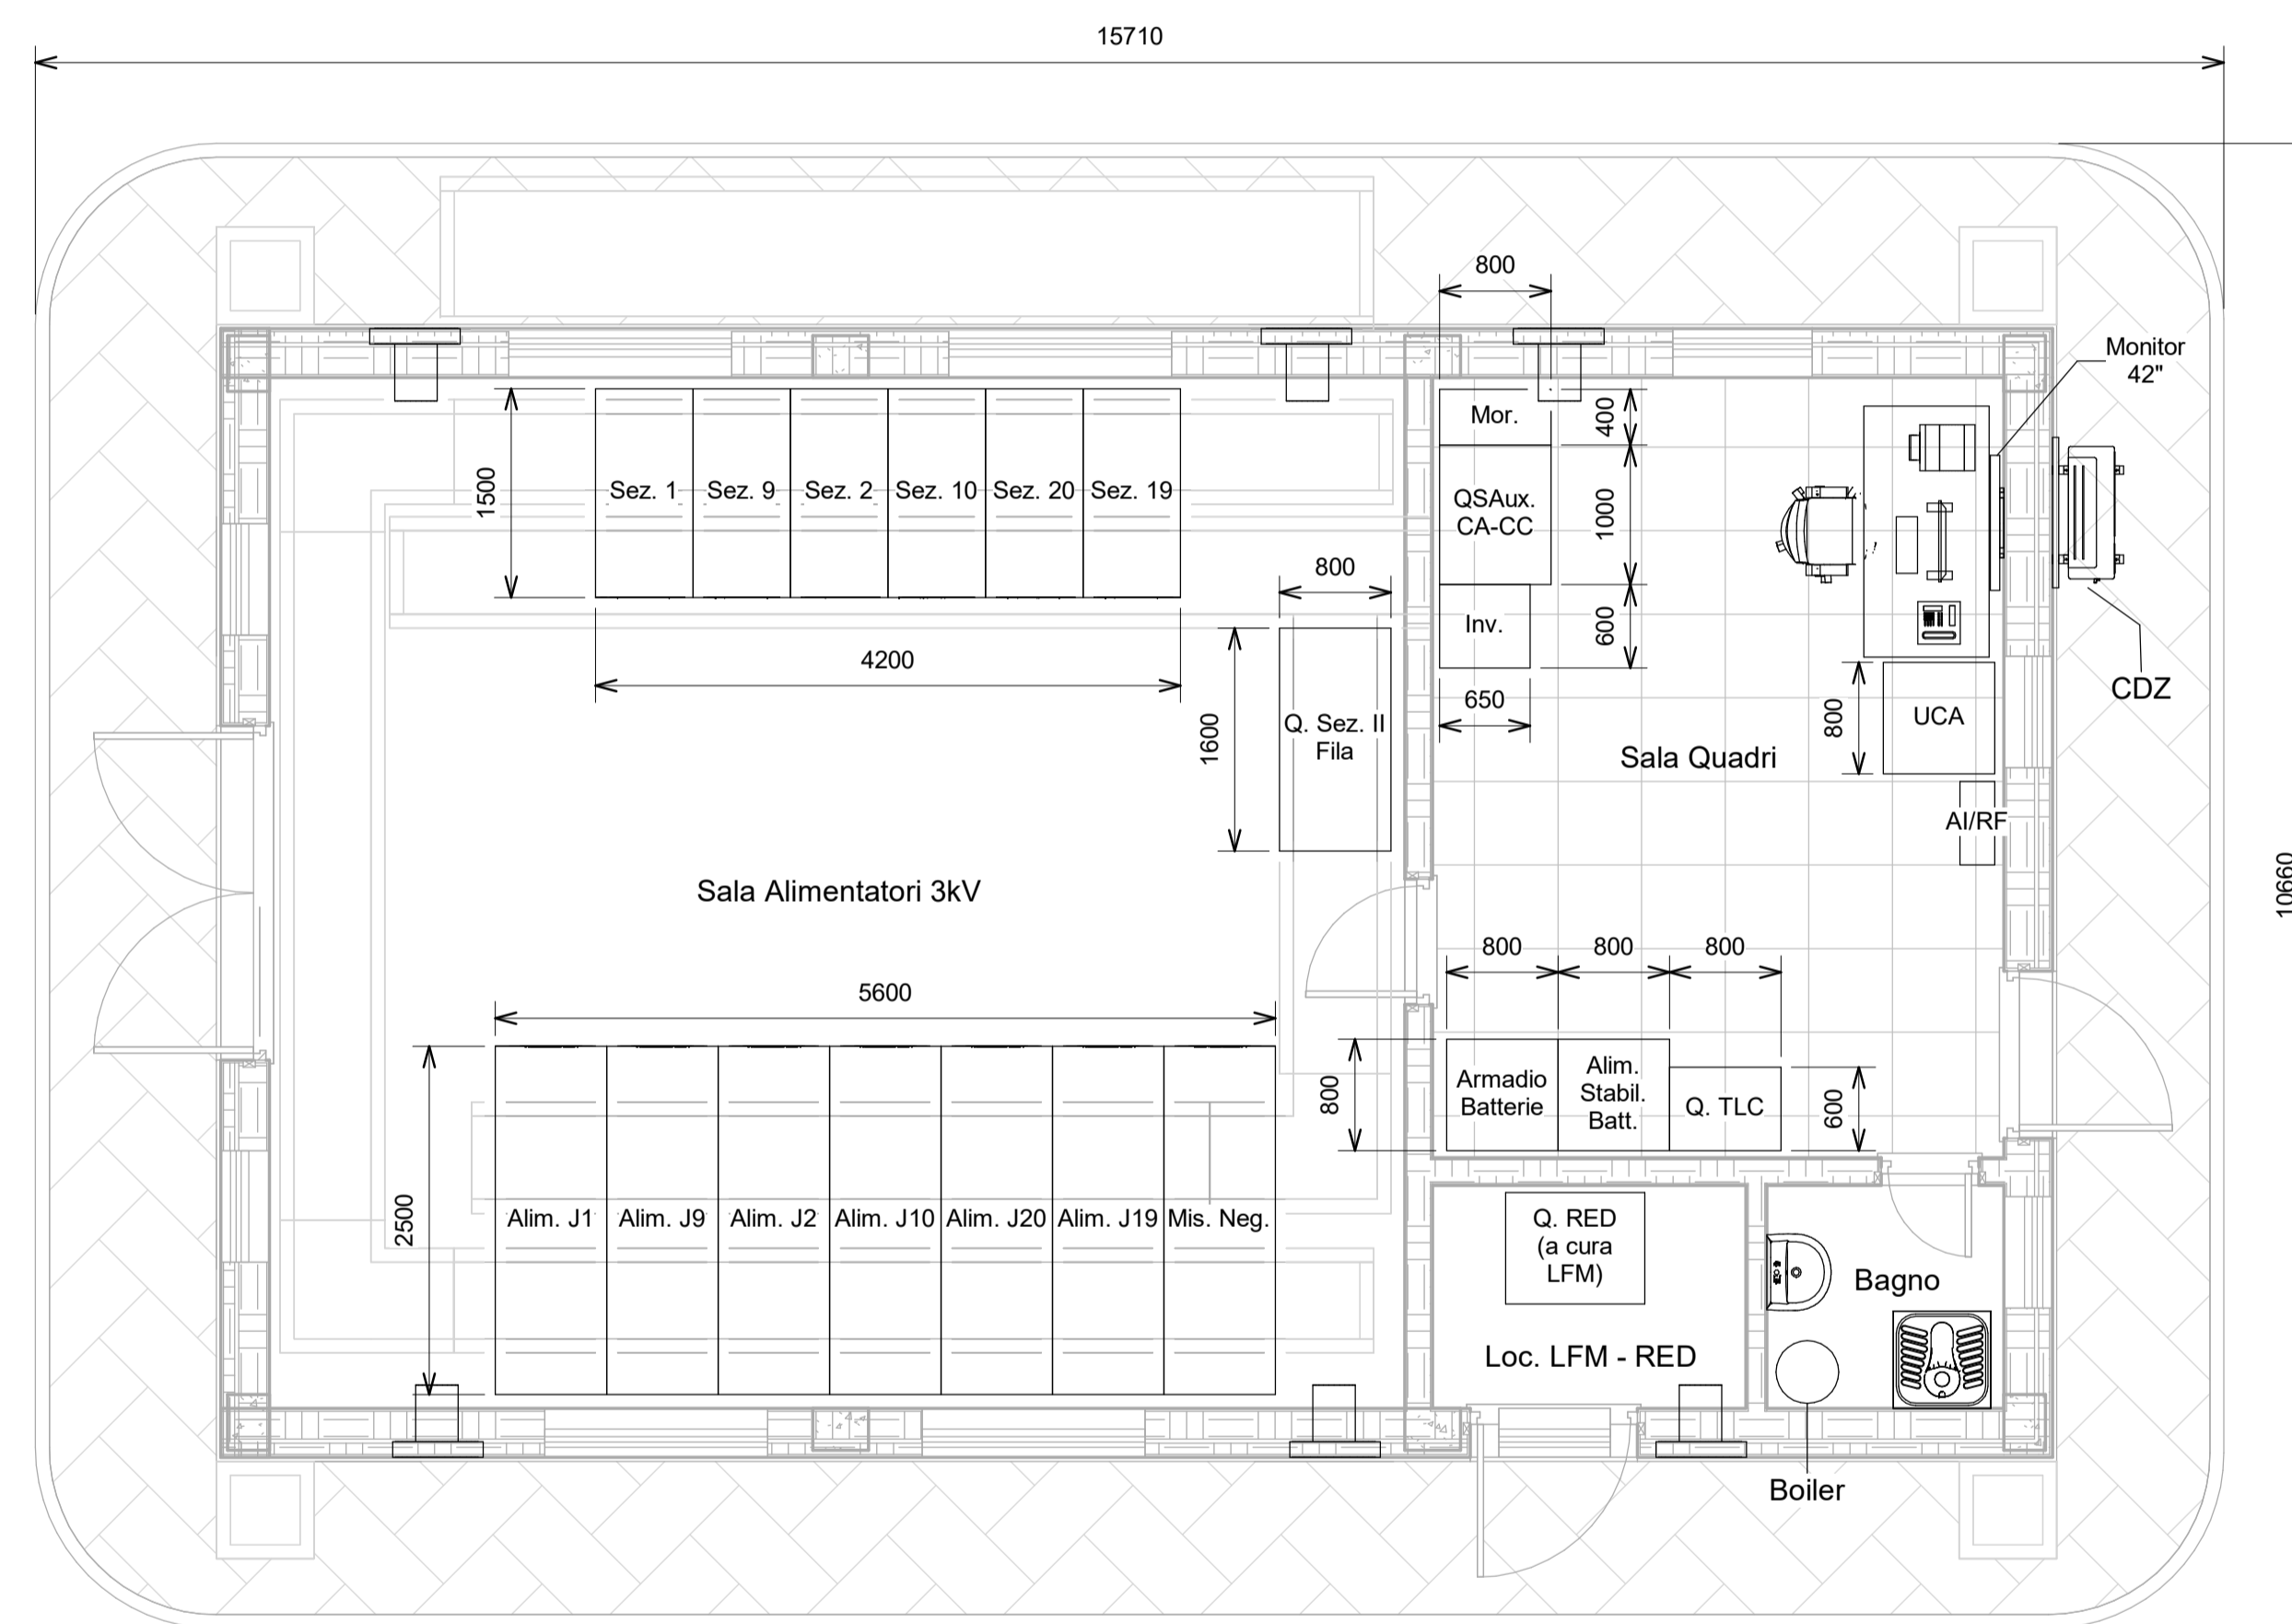 15710
800
Monitor
42"
Mor.
400
1500
Sez. 1
Sez. 9
Sez. 2
Sez. 10
Sez. 20
Sez. 19
QSAux.
CA-CC
1000
800
Inv.
600
4200
650
CDZ
1600
Q. Sez. II
Fila
800
UCA
Sala Quadri
AI/RF
Sala Alimentatori 3kV
10660
800
800
800
5600
800
Armadio
Batterie
Alim.
Stabil.
Batt.
Q. TLC
600
2500
Alim. J1
Alim. J9
Alim. J2
Alim. J10
Alim. J20
Alim. J19
Mis. Neg.
Q. RED
(a cura
LFM)
Bagno
Loc. LFM - RED
Boiler